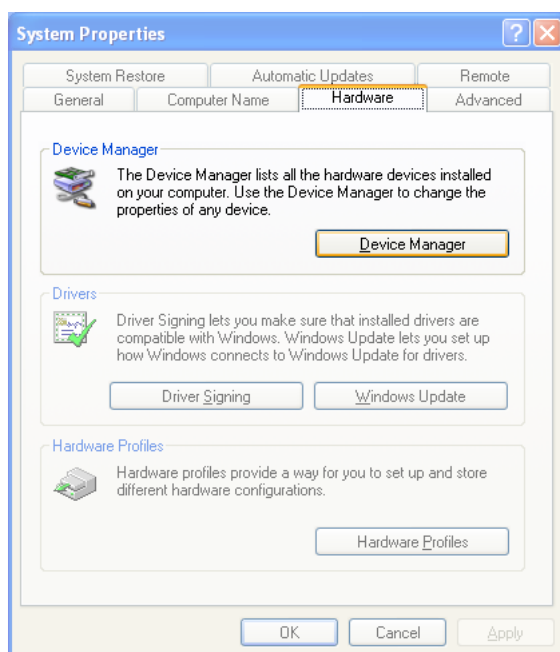 System Properties
System Restore Automatic Updates Remote
General Computer Name Hardware Advanced
Device Manager
The Device Manager lists all the hardware devices installed
on your computer. Use the Device Manager to change the
properties of any device.
Device Manager
Drivers
Driver Signing lets you make sure that installed drivers are
compatible with Windows. Windows Update lets you set up
how Windows connects to Windows Update for drivers.
Driver Signing Windows Update
Hardware Profiles
Hardware profiles provide a way for you to set up and store
different hardware configurations.
Hardware Profiles
OK Cancel Apply